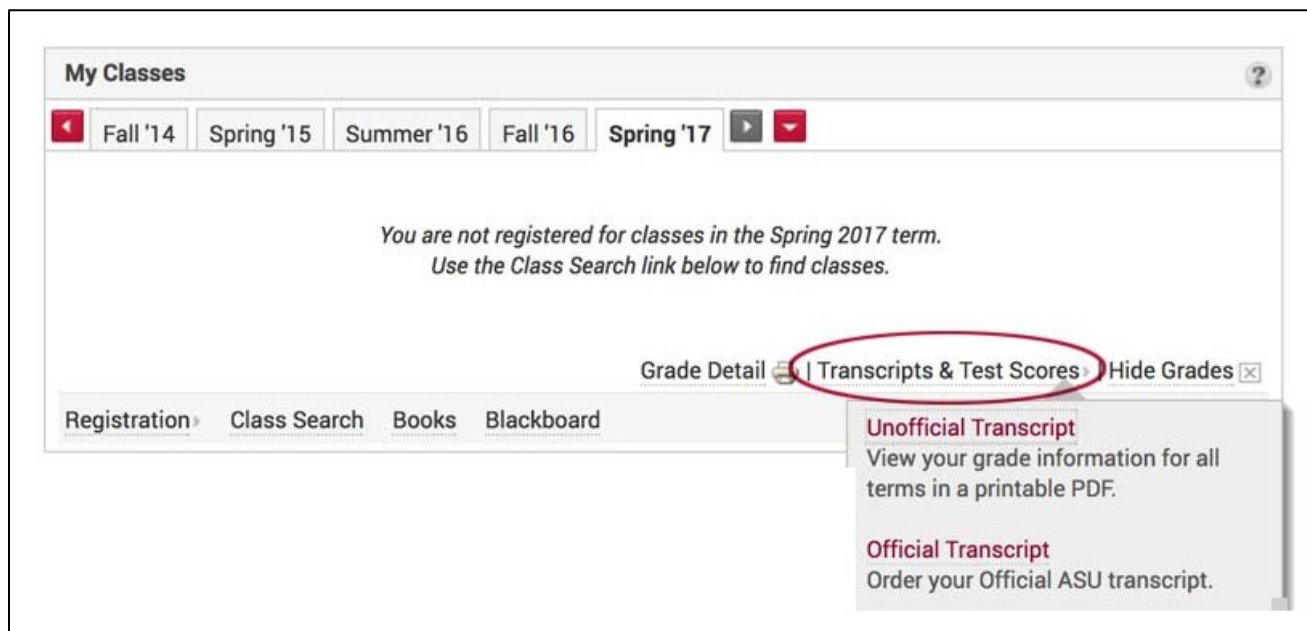 My Classes ?
Fall '14 Spring '15 Summer '16 Fall '16 Spring '17
You are not registered for classes in the Spring 2017 term.
Use the Class Search link below to find classes.
Grade Detail | Transcripts & Test Scores | Hide Grades
Registration Class Search Books Blackboard
Unofficial Transcript
View your grade information for all
terms in a printable PDF.
Official Transcript
Order your Official ASU transcript.